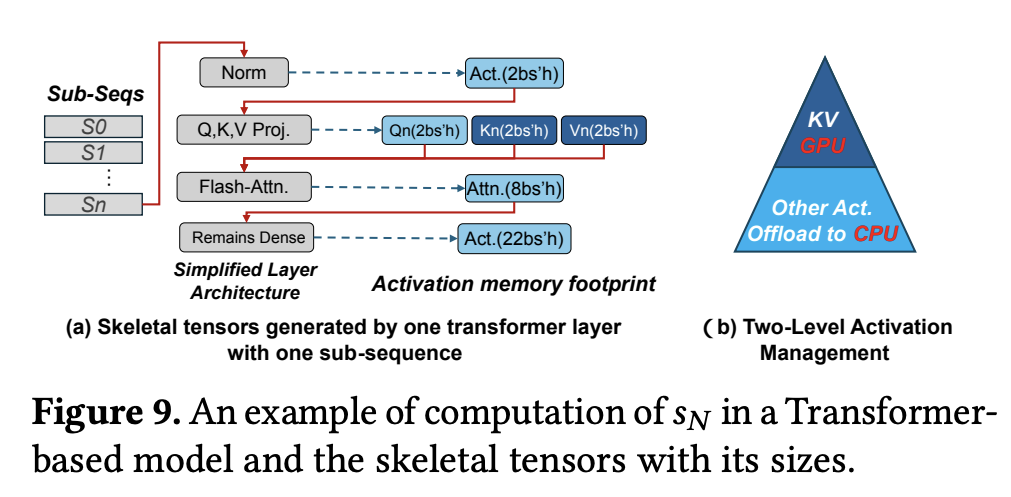 Sub-Seqs
S0
S1
⋮
Sn
Norm
Act.(2bs'h)
Q,K,V Proj.
Qn(2bs'h)
Kn(2bs'h)
Vn(2bs'h)
Flash-Attn.
Attn.(8bs'h)
Remains Dense
Act.(22bs'h)
Simplified Layer
Architecture
Activation memory footprint
(a) Skeletal tensors generated by one transformer layer
with one sub-sequence
KV
GPU
Other Act.
Offload to CPU
(b) Two-Level Activation
Management
Figure 9. An example of computation of sN in a Transformer-
based model and the skeletal tensors with its sizes.